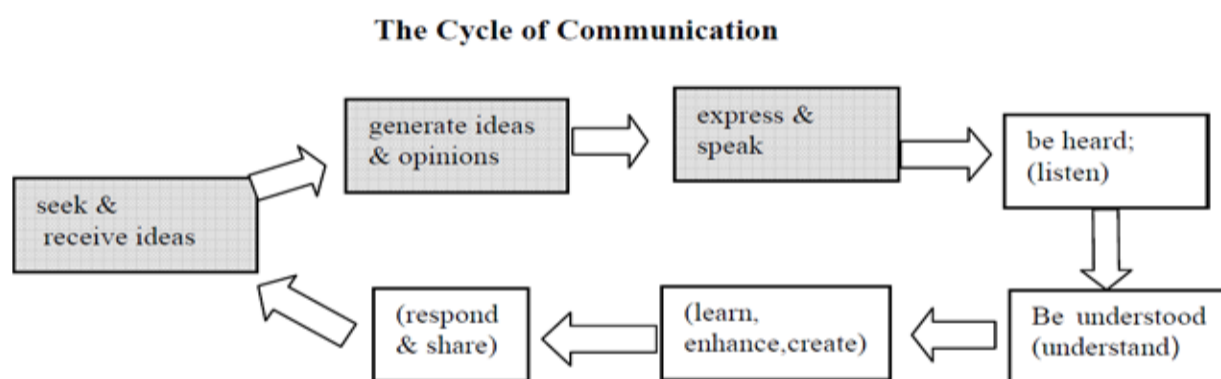 The Cycle of Communication
generate ideas
& opinions
express &
speak
be heard;
(listen)
seek &
receive ideas
(respond
& share)
(learn,
enhance,create)
Be understood
(understand)